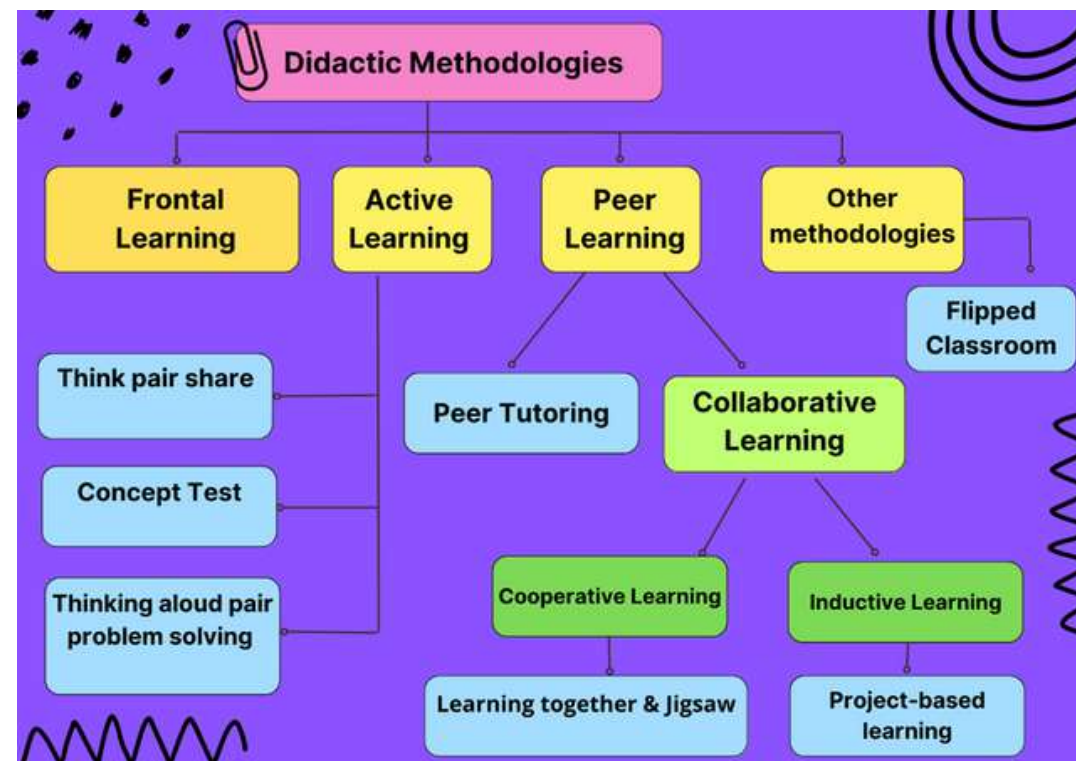 Didactic Methodologies
Frontal
Learning
Active
Learning
Peer
Learning
Other
methodologies
Flipped
Classroom
Think pair share
Peer Tutoring
Collaborative
Learning
Concept Test
Thinking aloud pair
problem solving
Cooperative Learning
Inductive Learning
Learning together & Jigsaw
Project-based
learning